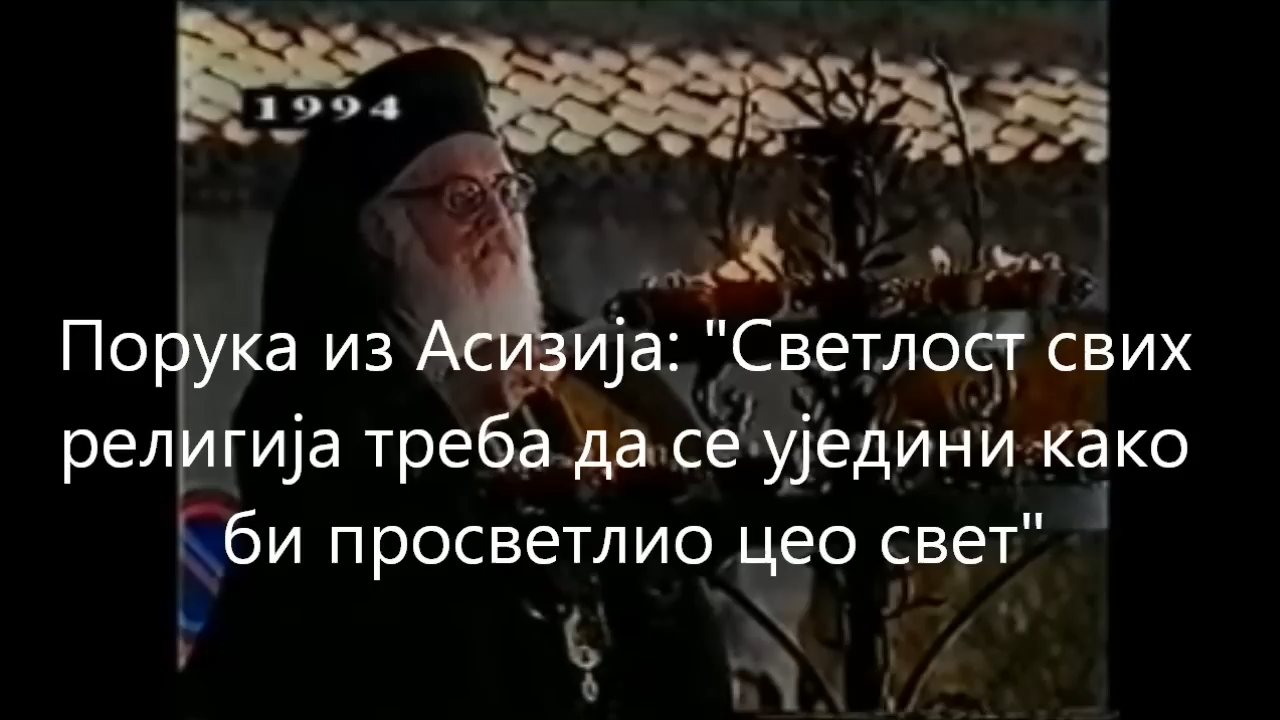 1994
Порука из Асизија: "Светлост свих
религија треба да се уједини како
би просветлио цео свет"